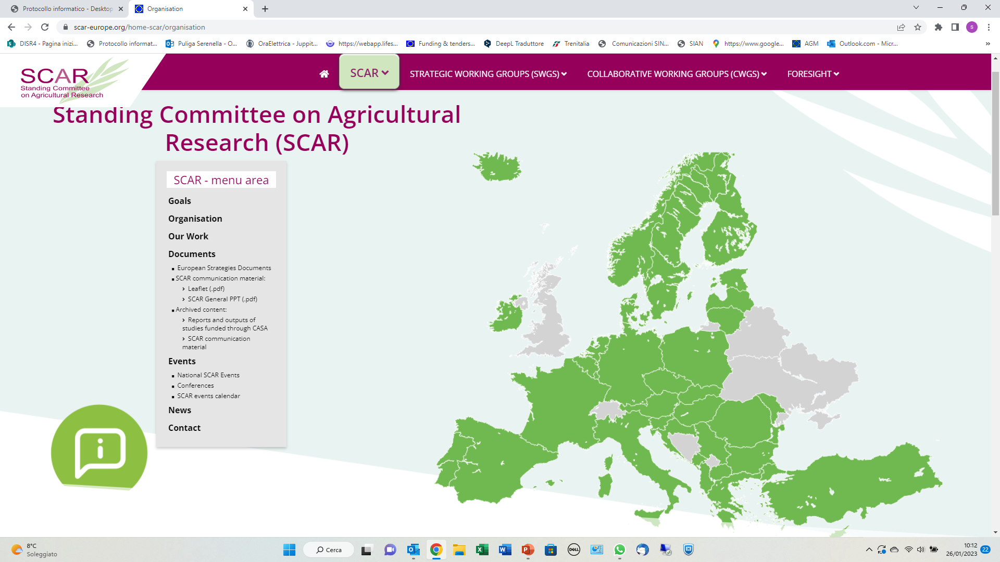 Protocollo informatico - Desktop
Organisation
scar-europe.org/home-scar/organisation
S
DISR4 - Pagina inizi...
Protocollo informat...
Puliga Serenella - O...
OraElettrica - Juppit...
https://webapp.lifes...
Funding & tenders...
DeepL Traduttore
Trenitalia
Comunicazioni SIN...
SIAN
https://www.google...
AGM
Outlook.com - Micr...
»
SCAR
Standing Committee
on Agricultural Research
SCAR
STRATEGIC WORKING GROUPS (SWGS)
COLLABORATIVE WORKING GROUPS (CWGS)
FORESIGHT
Standing Committee on Agricultural
Research (SCAR)
SCAR - menu area
Goals
Organisation
Our Work
Documents
European Strategies Documents
SCAR communication material:
Leaflet (.pdf)
SCAR General PPT (.pdf)
Archived content:
Reports and outputs of
studies funded through CASA
SCAR communication
material
Events
National SCAR Events
Conferences
SCAR events calendar
News
Contact
8°C
Soleggiato
Cerca
DELL
10:12
26/01/2023
22